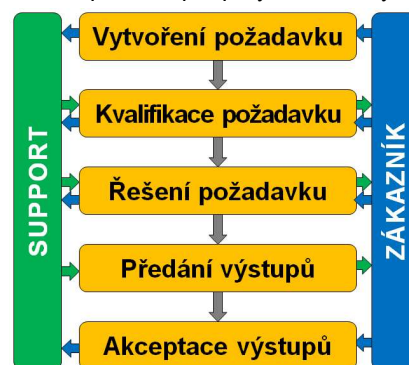 Vytvoření požadavku
Kvalifikace požadavku
Řešení požadavku
Předání výstupů
Akceptace výstupů
SUPPORT
ZÁKAZNÍK